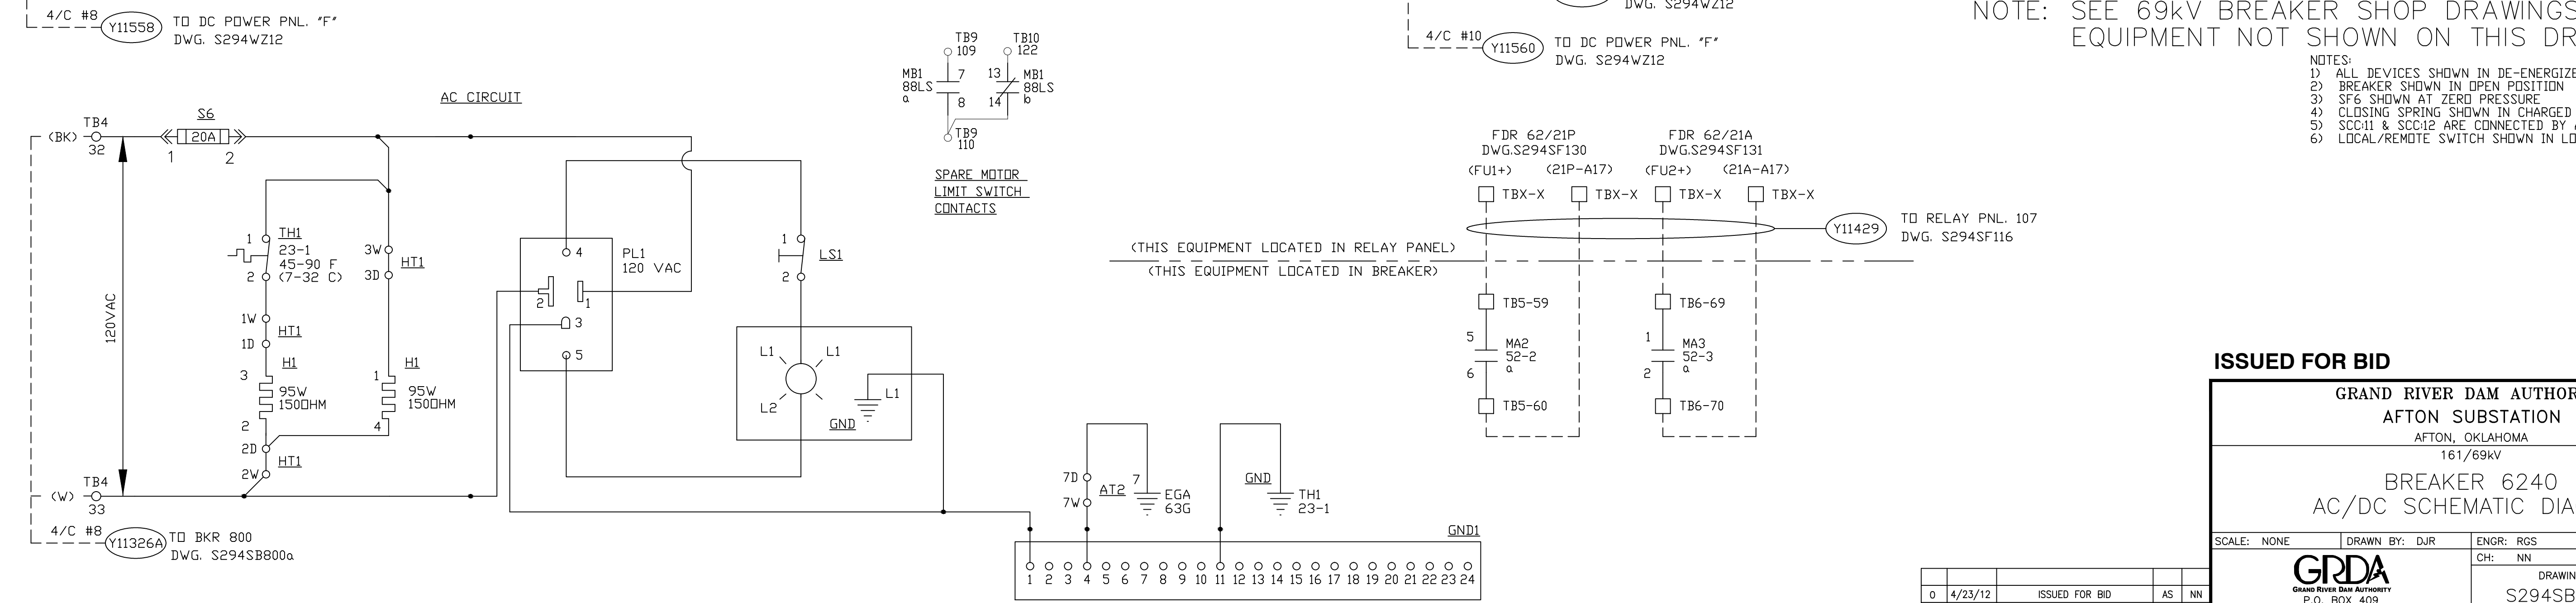 4/C #8
Y11558
TO DC POWER PNL. "F"
DWG. S294WZ12
DWG. S294WZ12
4/C #10
Y11560
TO DC POWER PNL. "F"
DWG. S294WZ12
NOTE: SEE 69kV BREAKER SHOP DRAWINGS
EQUIPMENT NOT SHOWN ON THIS
NOTES:
1) ALL DEVICES SHOWN IN
2) BREAKER SHOWN IN OPEN POSITION
3) SF6 SHOWN AT ZERO PRESSURE
4) CLOSING SPRING SHOWN IN CHARGED
5) SCC:11 & SCC:12 ARE CONNECTED BY
6) LOCAL/REMOTE SWITCH SHOWN IN
AC CIRCUIT
(BK)
TB4
32
S6
20A
1
2
120VAC
1
TH1
23-1
45-90 F
(7-32 C)
2
3W
3D
HT1
1W
1D
HT1
H1
3
95W
150OHM
2
H1
1
95W
150OHM
4
2D
2W
HT1
(W)
TB4
33
4/C #8
Y11326A
TO BKR 800
DWG. S294SB800a
4
PL1
120 VAC
2
1
3
5
1
LS1
2
L1
L1
L2
L1
GND
TB9
109
TB10
122
MB1
88LS
a
7
8
13
14
MB1
88LS
b
TB9
110
SPARE MOTOR
LIMIT SWITCH
CONTACTS
7D
7W
AT2
7
EGA
63G
GND
TH1
23-1
GND1
1 2 3 4 5 6 7 8 9 10 11 12 13 14 15 16 17 18 19 20 21 22 23 24
FDR 62/21P
DWG.S294SF130
FDR 62/21A
DWG.S294SF131
(FU1+)
(21P-A17)
(FU2+)
(21A-A17)
TBX-X
TBX-X
TBX-X
TBX-X
Y11429
TO RELAY PNL. 107
DWG. S294SF116
(THIS EQUIPMENT LOCATED IN RELAY PANEL)
(THIS EQUIPMENT LOCATED IN BREAKER)
TB5-59
5
MA2
52-2
a
6
TB5-60
TB6-69
1
MA3
52-3
a
2
TB6-70
ISSUED FOR BID
GRAND RIVER DAM
AFTON SUBSTATION
AFTON, OKLAHOMA
161/69kV
BREAKER 6240
AC/DC SCHEMATIC
SCALE: NONE
DRAWN BY: DJR
ENGR: RGS
CH: NN
GRDA
GRAND RIVER DAM AUTHORITY
P.O. BOX 409
S294SB
0 4/23/12 ISSUED FOR BID AS NN